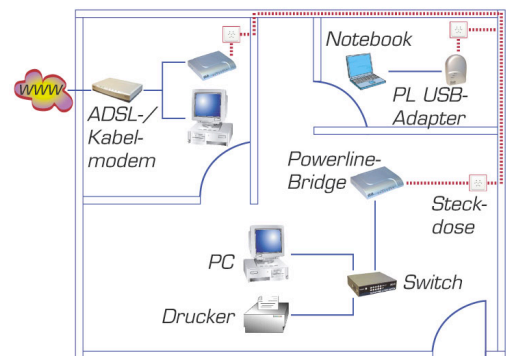 Notebook
www
ADSL-/
Kabel-
modem
PL USB-
Adapter
Powerline-
Bridge
Steck-
dose
PC
Switch
Drucker